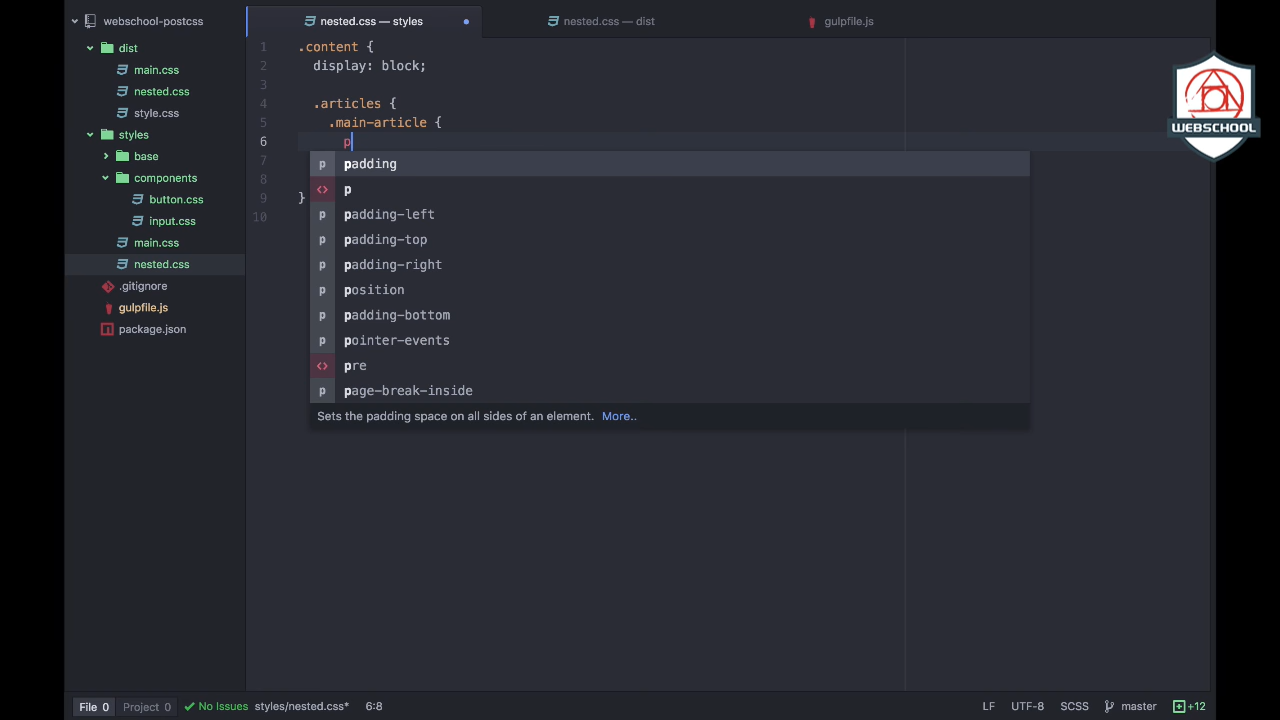 webschool-postcss
dist
main.css
nested.css
style.css
styles
base
components
button.css
input.css
main.css
nested.css
.gitignore
gulpfile.js
package.json
nested.css — styles
nested.css — dist
gulpfile.js
1 .content {
2 display: block;
3
4 .articles {
5 .main-article {
6 p
7
8
9 }
10
p padding
<> p
p padding-left
p padding-top
p padding-right
p position
p padding-bottom
p pointer-events
<> pre
p page-break-inside
Sets the padding space on all sides of an element. More..
WEBSCHOOL
File 0 Project 0 No Issues styles/nested.css* 6:8 LF UTF-8 SCSS master +12